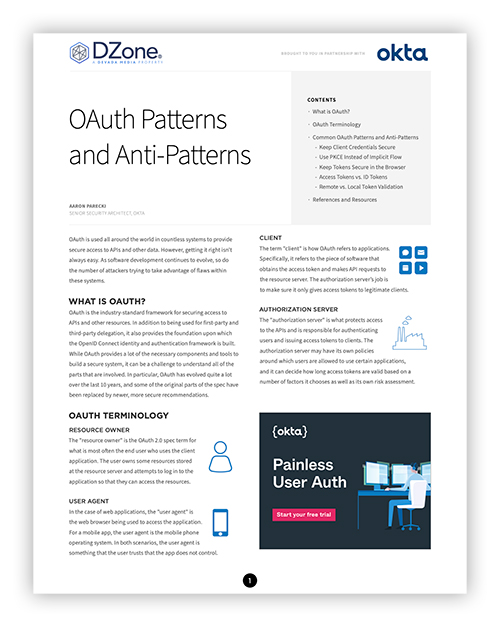 DZone®
A DEVADA MEDIA PROPERTY
BROUGHT TO YOU IN PARTNERSHIP WITH
okta
OAuth Patterns
and Anti-Patterns
AARON PARECKI
SENIOR SECURITY ARCHITECT, OKTA
CONTENTS
· What is OAuth?
· OAuth Terminology
· Common OAuth Patterns and Anti-Patterns
- Keep Client Credentials Secure
- Use PKCE Instead of Implicit Flow
- Keep Tokens Secure in the Browser
- Access Tokens vs. ID Tokens
- Remote vs. Local Token Validation
· References and Resources
OAuth is used all around the world in countless systems to provide
secure access to APIs and other data. However, getting it right isn't
always easy. As software development continues to evolve, so do
the number of attackers trying to take advantage of flaws within
these systems.
WHAT IS OAUTH?
OAuth is the industry-standard framework for securing access to
APIs and other resources. In addition to being used for first-party and
third-party delegation, it also provides the foundation upon which
the OpenID Connect identity and authentication framework is built.
While OAuth provides a lot of the necessary components and tools to
build a secure system, it can be a challenge to understand all of the
parts that are involved. In particular, OAuth has evolved quite a lot
over the last 10 years, and some of the original parts of the spec have
been replaced by newer, more secure recommendations.
OAUTH TERMINOLOGY
RESOURCE OWNER
The "resource owner" is the OAuth 2.0 spec term for
what is most often the end user who uses the client
application. The user owns some resources stored
at the resource server and attempts to log in to the
application so that they can access the resources.
USER AGENT
In the case of web applications, the "user agent" is
the web browser being used to access the application.
For a mobile app, the user agent is the mobile phone
operating system. In both scenarios, the user agent is
something that the user trusts that the app does not control.
CLIENT
The term "client" is how OAuth refers to applications.
Specifically, it refers to the piece of software that
obtains the access token and makes API requests to
the resource server. The authorization server's job is
to make sure it only gives access tokens to legitimate clients.
AUTHORIZATION SERVER
The "authorization server" is what protects access
to the APIs and is responsible for authenticating
users and issuing access tokens to clients. The
authorization server may have its own policies
around which users are allowed to use certain applications,
and it can decide how long access tokens are valid based on a
number of factors it chooses as well as its own risk assessment.
{okta}
Painless
User Auth
Start your free trial
1